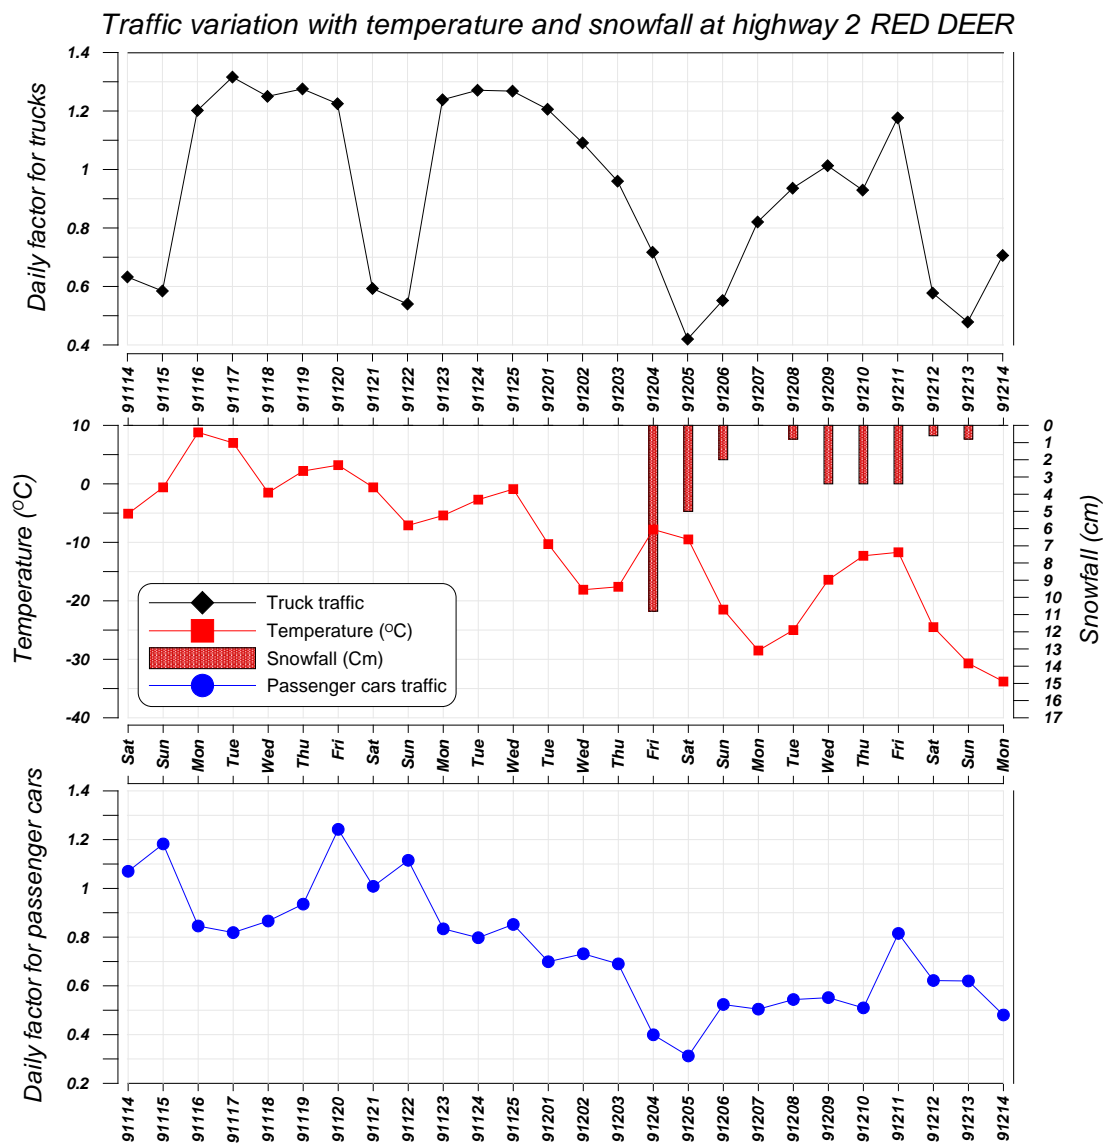 Traffic variation with temperature and snowfall at highway 2 RED DEER
Daily factor for trucks
1.4
1.2
1
0.8
0.6
0.4
91114
91115
91116
91117
91118
91119
91120
91121
91122
91123
91124
91125
91201
91202
91203
91204
91205
91206
91207
91208
91209
91210
91211
91212
91213
91214
Temperature (°C)
10
0
-10
-20
-30
-40
Truck traffic
Temperature (°C)
Snowfall (Cm)
Passenger cars traffic
0
1
2
3
4
5
6
7
8
9
10
11
12
13
14
15
16
17
Snowfall (cm)
Sat
Sun
Mon
Tue
Wed
Thu
Fri
Sat
Sun
Mon
Tue
Wed
Tue
Wed
Thu
Fri
Sat
Sun
Mon
Tue
Wed
Thu
Fri
Sat
Sun
Mon
Daily factor for passenger cars
1.4
1.2
1
0.8
0.6
0.4
0.2
91114
91115
91116
91117
91118
91119
91120
91121
91122
91123
91124
91125
91201
91202
91203
91204
91205
91206
91207
91208
91209
91210
91211
91212
91213
91214